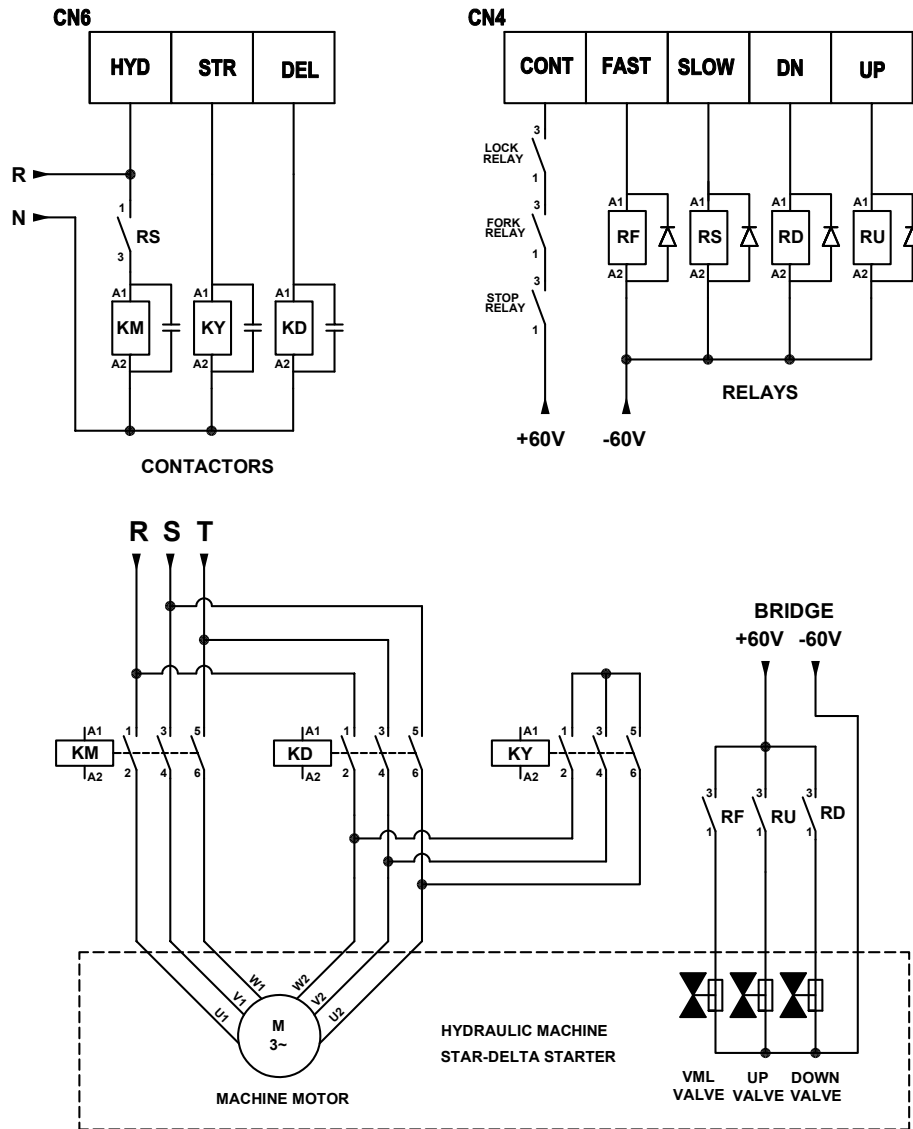 CN6
HYD STR DEL
R
N
1
RS
3
A1 A1 A1
KM KY KD
A2 A2 A2
CONTACTORS
CN4
CONT FAST SLOW DN UP
3
LOCK
RELAY
1
3
FORK
RELAY
1
3
STOP
RELAY
1
A1 A1 A1 A1
RF RS RD RU
A2 A2 A2 A2
RELAYS
+60V -60V
R S T
A1 1 3 5
KM
A2 2 4 6
A1 1 3 5
KD
A2 2 4 6
A1 1 3 5
KY
A2 2 4 6
BRIDGE
+60V -60V
3 3 3
RF RU RD
1 1 1
W1 W2
V1 V2
U1 U2
M
3~
MACHINE MOTOR
HYDRAULIC MACHINE
STAR-DELTA STARTER
VML
VALVE
UP
VALVE
DOWN
VALVE